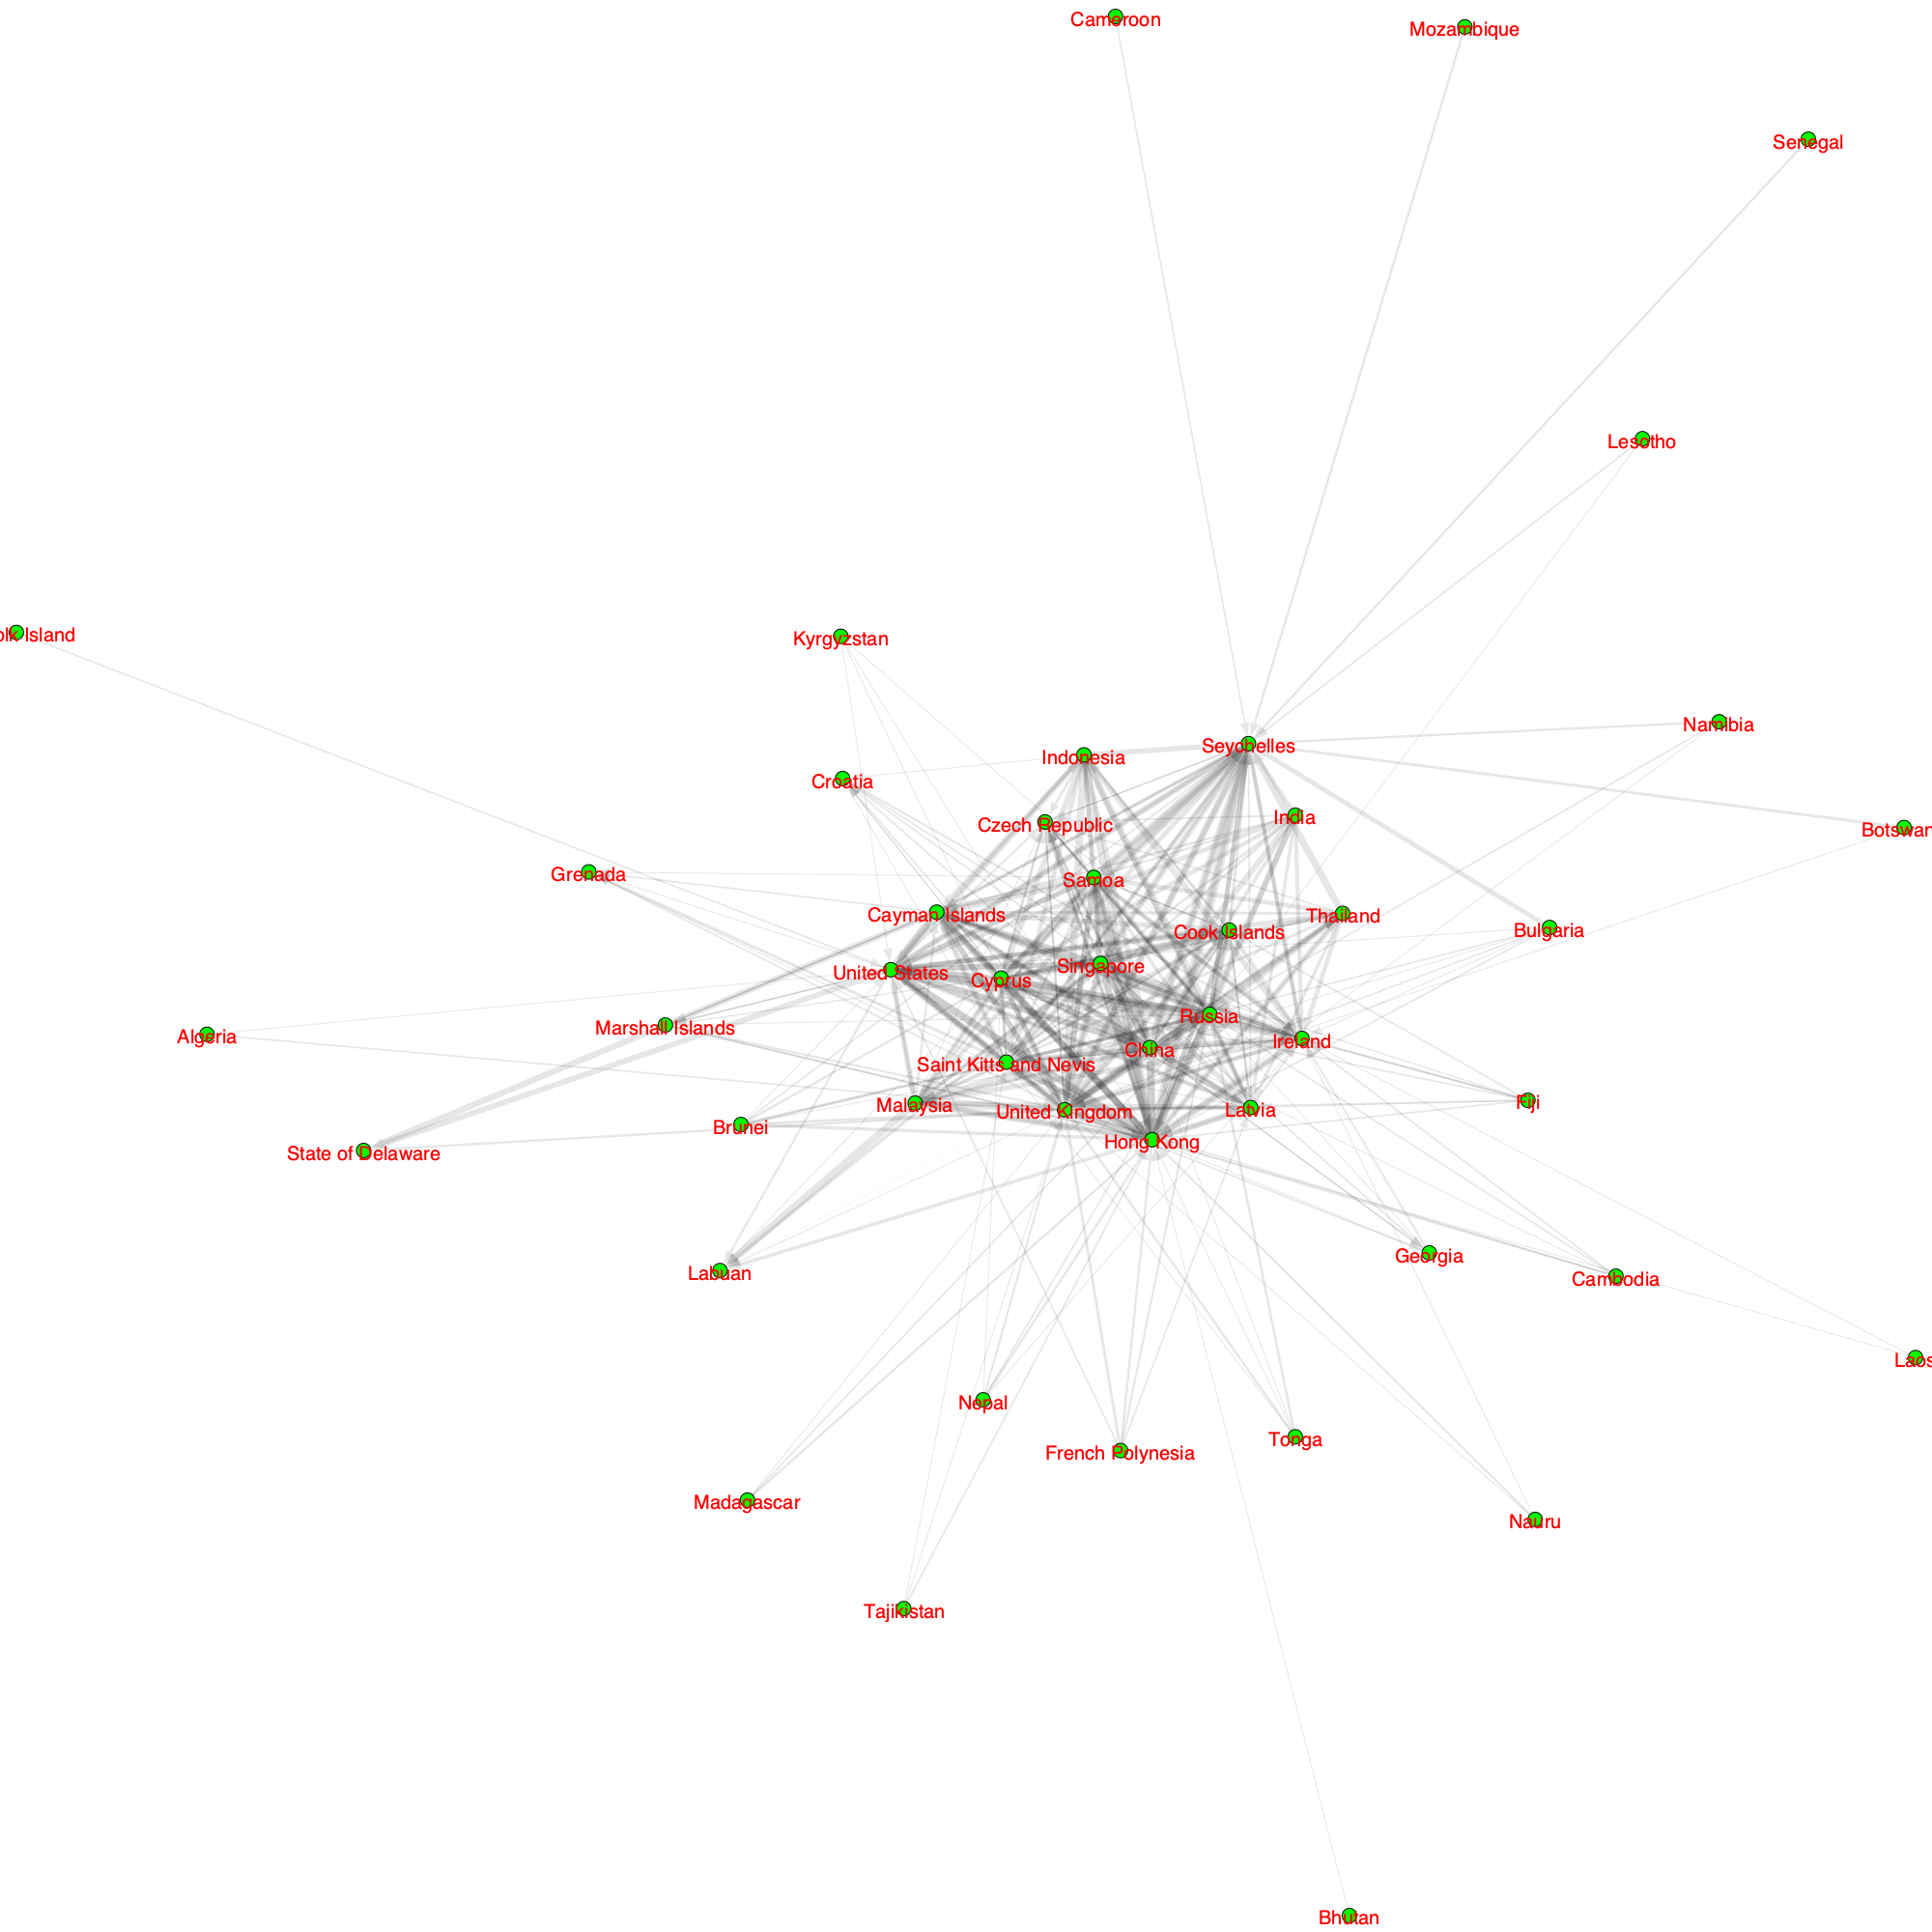 Cameroon
Mozambique
Senegal
Lesotho
olk Island
Kyrgyzstan
Namibia
Seychelles
Indonesia
Croatia
India
Czech Republic
Botswan
Grenada
Samoa
Cayman Islands
Thailand
Cook Islands
Bulgaria
Singapore
United States
Cyprus
Russia
Marshall Islands
Algeria
Ireland
China
Saint Kitts and Nevis
Fiji
Malaysia
Latvia
United Kingdom
Brunei
Hong Kong
State of Delaware
Georgia
Labuan
Cambodia
Laos
Nepal
Tonga
French Polynesia
Madagascar
Nauru
Tajikistan
Bhutan